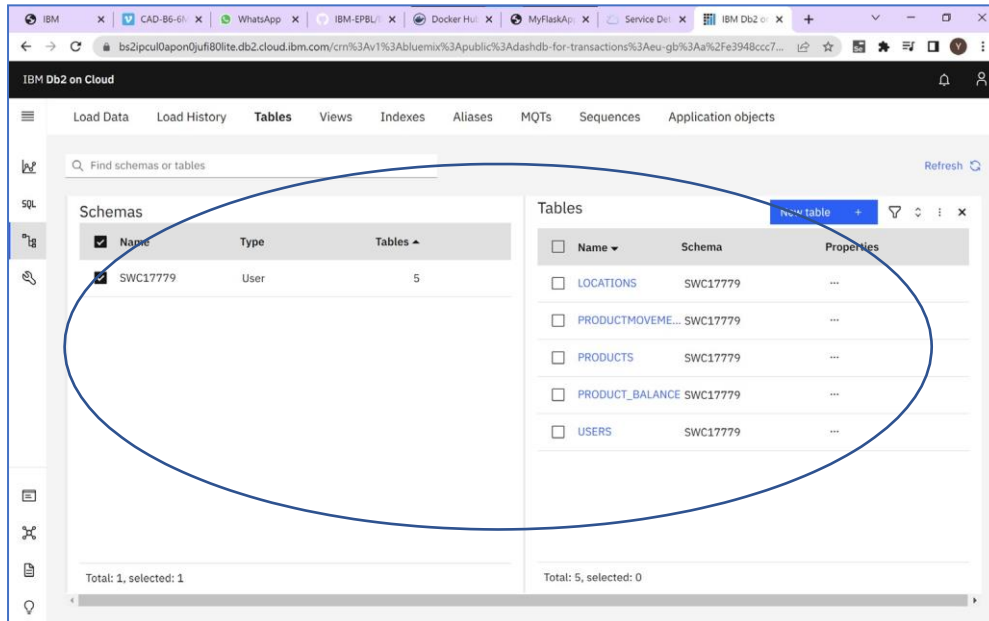 IBM
CAD-B6-6N
WhatsApp
IBM-EPBL/I
Docker Hub
MyFlaskAp
Service Det
IBM Db2 or
bs2ipcul0apon0jufi80lite.db2.cloud.ibm.com/crn%3Av1%3Abluemix%3Apublic%3Adashdb-for-transactions%3Aeu-gb%3Aa%2Fe3948ccc7...
IBM Db2 on Cloud
Load Data Load History Tables Views Indexes Aliases MQTs Sequences Application objects
Find schemas or tables
Refresh
SQL
Schemas
Name Type Tables
SWC17779 User 5
Total: 1, selected: 1
Tables
New table +
Name Schema Properties
LOCATIONS SWC17779 ...
PRODUCTMOVEME... SWC17779 ...
PRODUCTS SWC17779 ...
PRODUCT_BALANCE SWC17779 ...
USERS SWC17779 ...
Total: 5, selected: 0